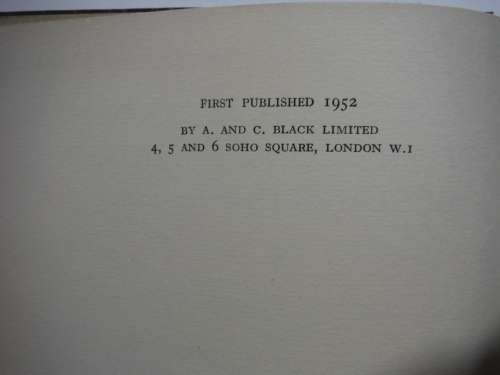 FIRST PUBLISHED 1952
BY A. AND C. BLACK LIMITED
4, 5 AND 6 SOHO SQUARE, LONDON W.1